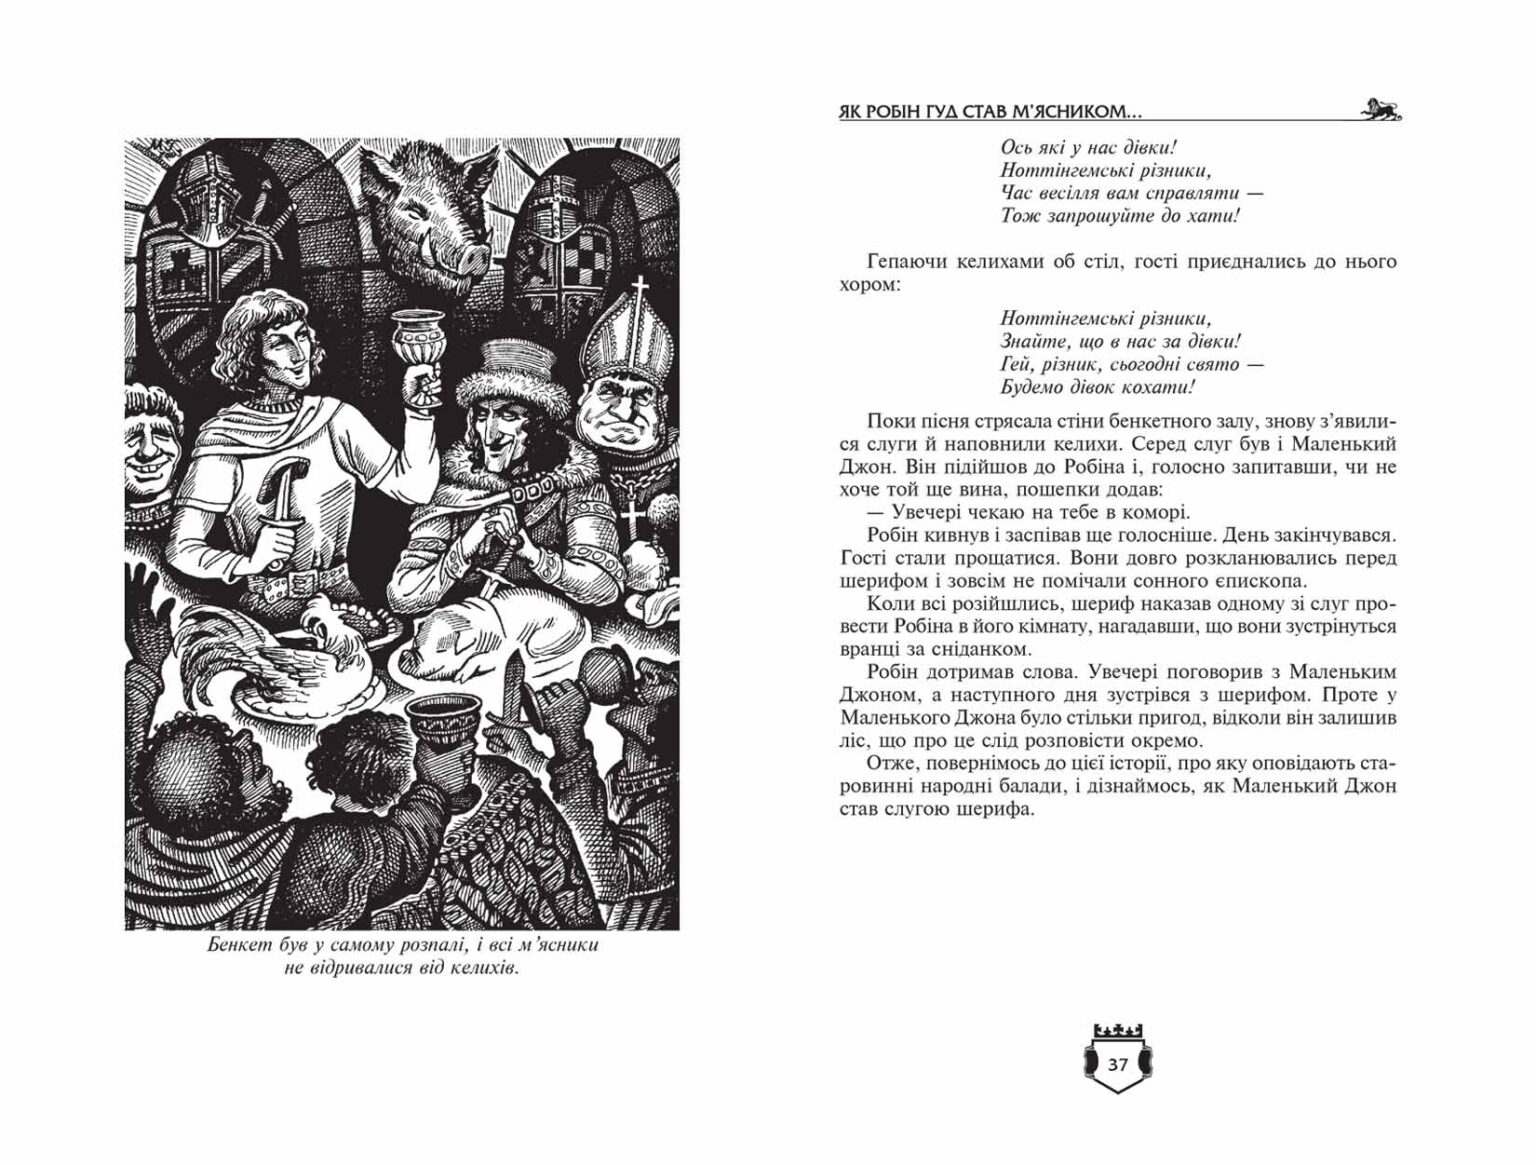 Бенкет був у самому розпалі, і всі м’ясники
не відривалися від келихів.
ЯК РОБІН ГУД СТАВ М’ЯСНИКОМ...
Ось які у нас дівки!
Ноттінгемські різники,
Час весілля вам справляти —
Тож запрошуйте до хати!
Гепаючи келихами об стіл, гості приєднались до нього
хором:
Ноттінгемські різники,
Знайте, що в нас за дівки!
Гей, різник, сьогодні свято —
Будемо дівок кохати!
Поки пісня стрясала стіни бенкетного залу, знову з’явили-
ся слуги й наповнили келихи. Серед слуг був і Маленький
Джон. Він підійшов до Робіна і, голосно запитавши, чи не
хоче той ще вина, пошепки додав:
— Увечері чекаю на тебе в коморі.
Робін кивнув і заспівав ще голосніше. День закінчувався.
Гості стали прощатися. Вони довго розкланювались перед
шерифом і зовсім не помічали сонного єпископа.
Коли всі розійшлись, шериф наказав одному зі слуг про-
вести Робіна в його кімнату, нагадавши, що вони зустрінуться
вранці за сніданком.
Робін дотримав слова. Увечері поговорив з Маленьким
Джоном, а наступного дня зустрівся з шерифом. Проте у
Маленького Джона було стільки пригод, відколи він залишив
ліс, що про це слід розповісти окремо.
Отже, повернімось до цієї історії, про яку оповідають ста-
ровинні народні балади, і дізнаймось, як Маленький Джон
став слугою шерифа.
37